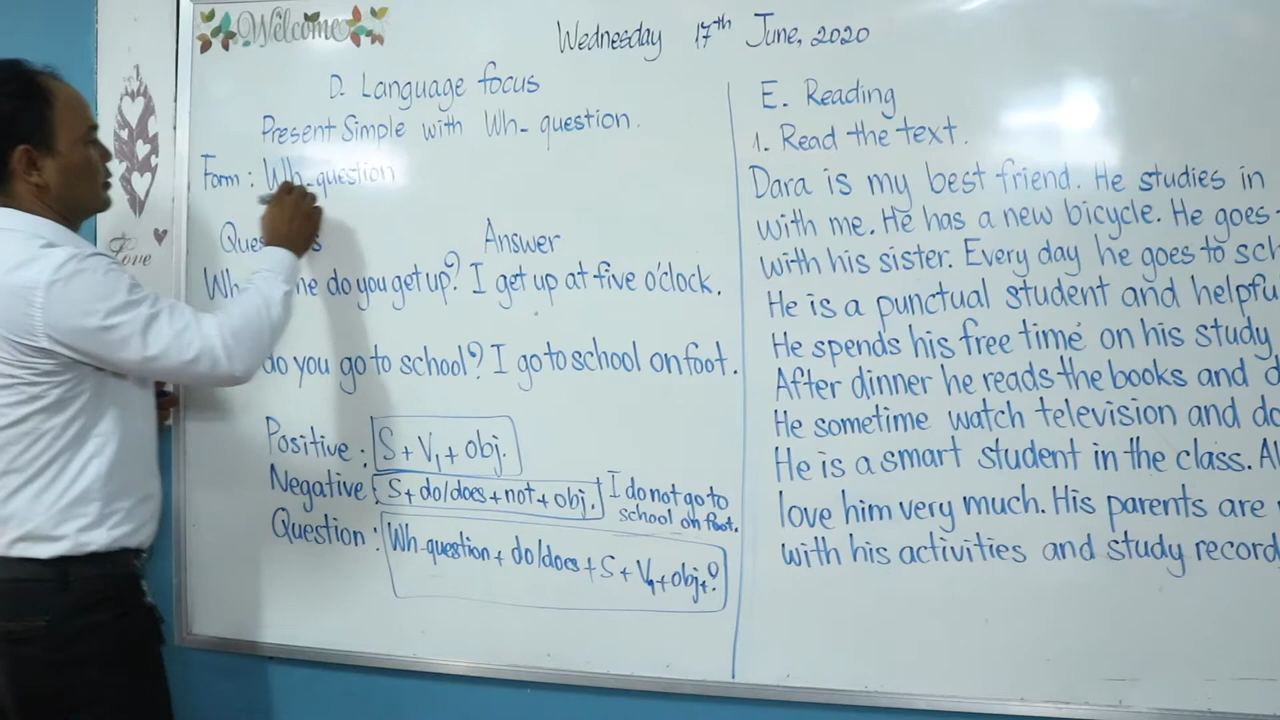 Welcome
Wednesday 17th June, 2020
Love
D. Language focus
Present Simple with Wh- question.
Form: Wh-question
Answer
do you get up? I get up at five o'clock.
do you go to school? I go to school on foot.
Positive: S+V1+obj.
Negative: S+do/does+not+obj. I do not go to
school on foot.
Question: Wh-question+do/does+S+V1+obj+?
E. Reading
1. Read the text.
Dara is my best friend. He studies in
with me. He has a new bicycle. He goes
with his sister. Every day he goes to sch
He is a punctual student and helpfu
He spends his free time on his study
After dinner he reads the books and d
He sometime watch television and do
He is a smart student in the class. Al
love him very much. His parents are
with his activities and study record